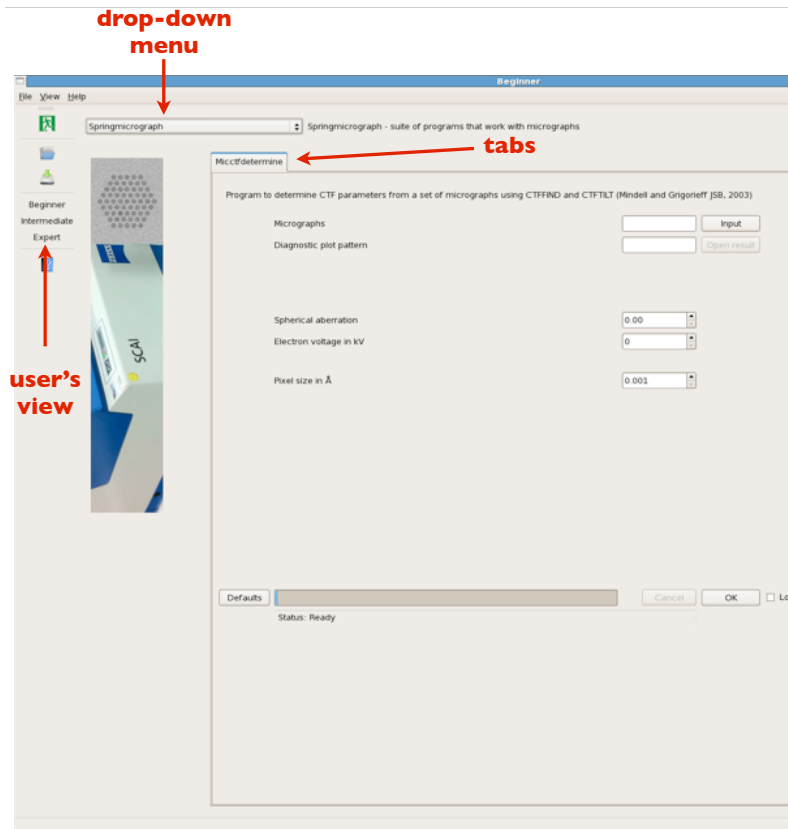 drop-down
menu
Beginner
File View Help
Springmicrograph
Springmicrograph - suite of programs that work with micrographs
tabs
Micctfdetermine
Program to determine CTF parameters from a set of micrographs using CTFFIND and CTFTILT (Mindell and Grigorieff JSB, 2003)
Beginner
Intermediate
Expert
Micrographs
Input
Diagnostic plot pattern
Open result
Spherical aberration
0.00
Electron voltage in kV
0
SCAI
user's
view
Pixel size in Å
0.001
Defaults
Cancel
OK
Lo
Status: Ready